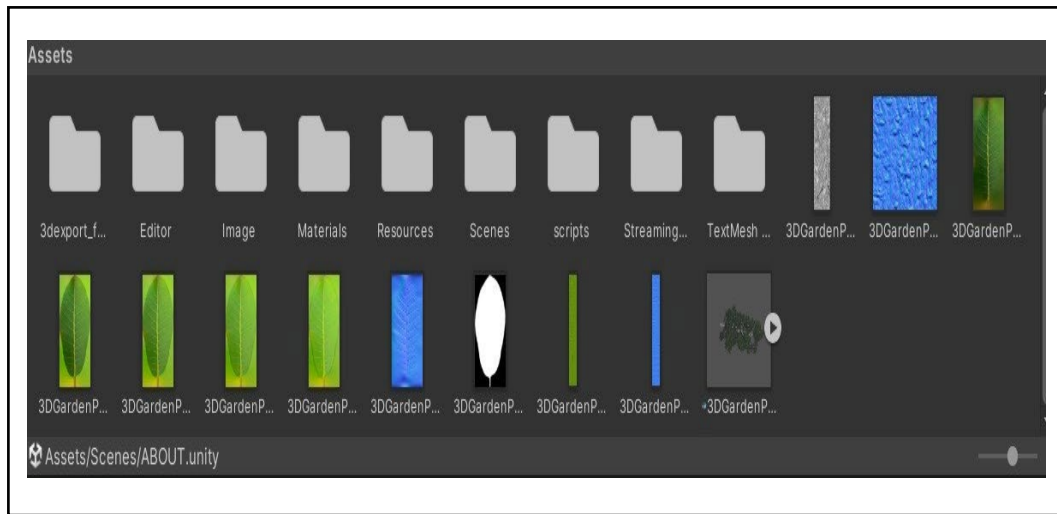 Assets
3dexport_f... Editor Image Materials Resources Scenes scripts Streaming... TextMesh ... 3DGardenP... 3DGardenP... 3DGardenP...
3DGardenP... 3DGardenP... 3DGardenP... 3DGardenP... 3DGardenP... 3DGardenP... 3DGardenP... 3DGardenP... 3DGardenP...
Assets/Scenes/ABOUT.unity